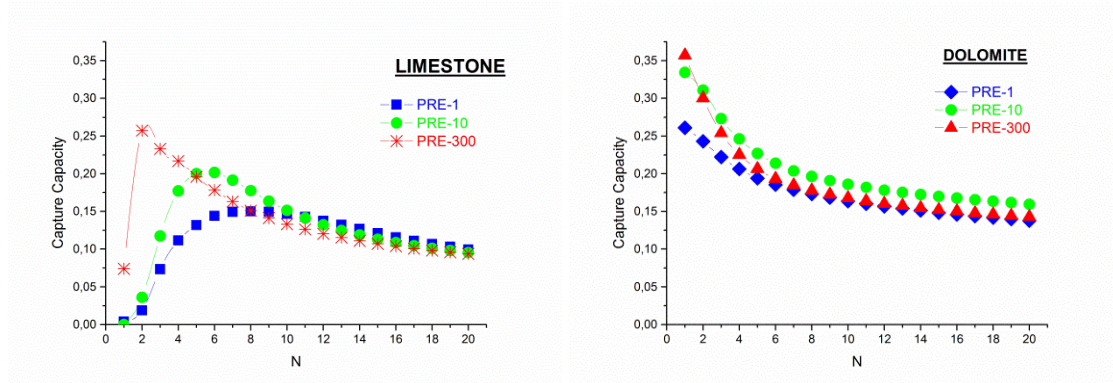 LIMESTONE
PRE-1
PRE-10
PRE-300
Capture Capacity
0,35
0,30
0,25
0,20
0,15
0,10
0,05
0,00
0 2 4 6 8 10 12 14 16 18 20
N
DOLOMITE
PRE-1
PRE-10
PRE-300
Capture Capacity
0,35
0,30
0,25
0,20
0,15
0,10
0,05
0,00
0 2 4 6 8 10 12 14 16 18 20
N